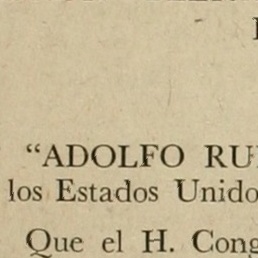 “ADOLFO RU
los Estados Unido
Que el H. Cong